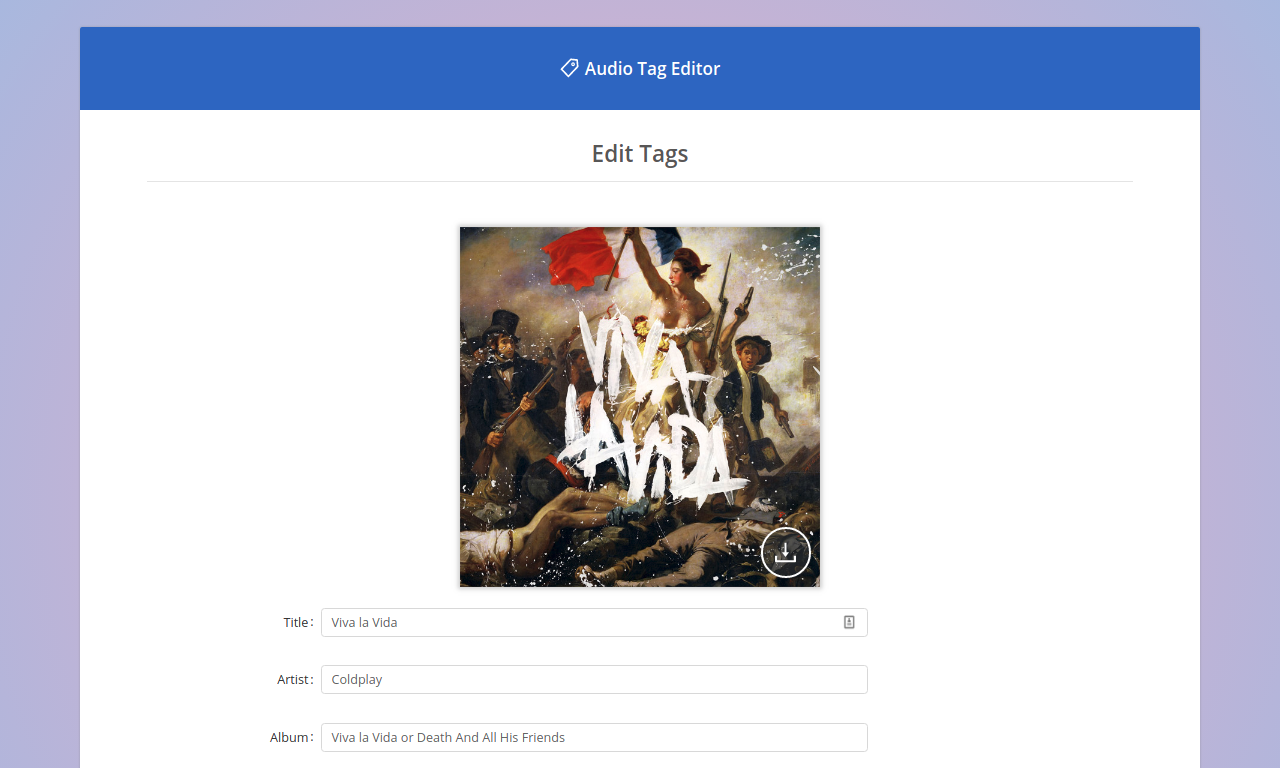 Audio Tag Editor
Edit Tags
VIVA
LA VIDA
Title:
Viva la Vida
Artist:
Coldplay
Album:
Viva la Vida or Death And All His Friends